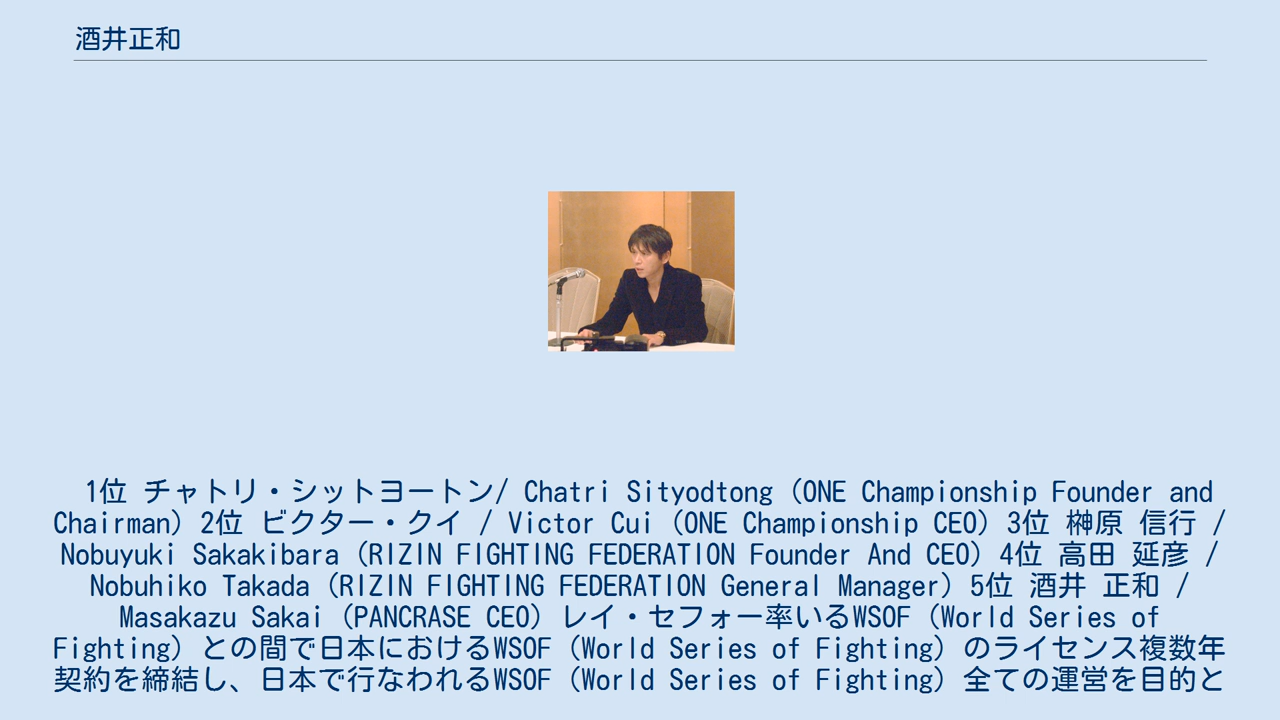 酒井正和
1位 チャトリ・シットヨートン/ Chatri Sityodtong (ONE Championship Founder and
Chairman) 2位 ビクター・クイ / Victor Cui (ONE Championship CEO) 3位 榊原 信行 /
Nobuyuki Sakakibara (RIZIN FIGHTING FEDERATION Founder And CEO) 4位 高田 延彦 /
Nobuhiko Takada (RIZIN FIGHTING FEDERATION General Manager) 5位 酒井 正和 /
Masakazu Sakai (PANCRASE CEO) レイ・セフォー率いるWSOF (World Series of
Fighting) との間で日本におけるWSOF (World Series of Fighting) のライセンス複数年
契約を締結し、日本で行なわれるWSOF (World Series of Fighting) 全ての運営を目的と